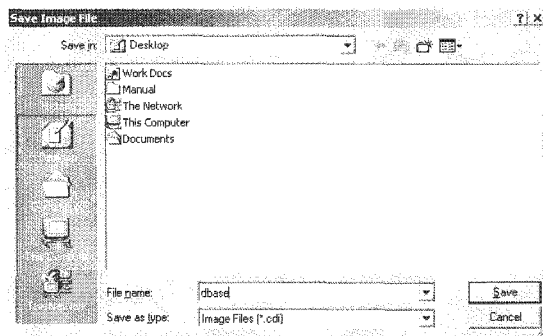 Save Image File ? x
Save in: Desktop
Work Docs
Manual
The Network
This Computer
Documents
File name: dbase Save
Save as type: Image Files (*.cdi) Cancel